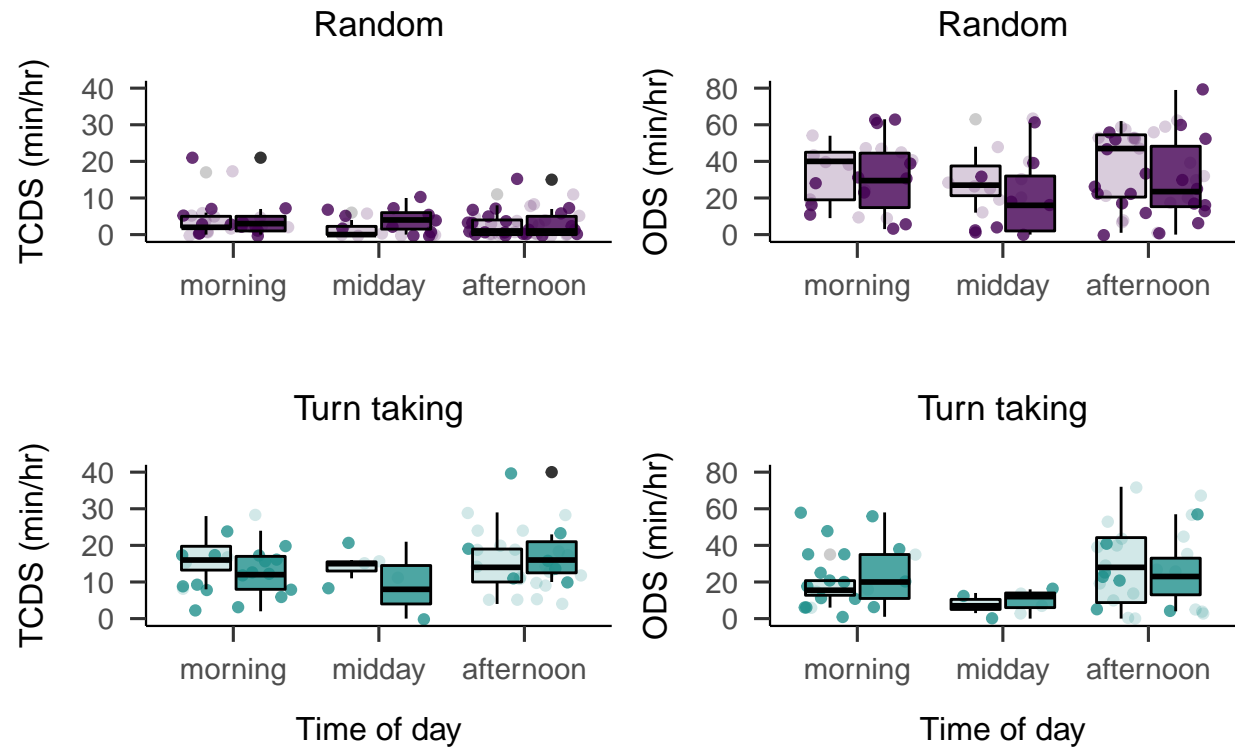 Random
TCDS (min/hr)
40
30
20
10
0
morning midday afternoon
Random
ODS (min/hr)
80
60
40
20
0
morning midday afternoon
Turn taking
TCDS (min/hr)
40
30
20
10
0
morning midday afternoon
Time of day
Turn taking
ODS (min/hr)
80
60
40
20
0
morning midday afternoon
Time of day